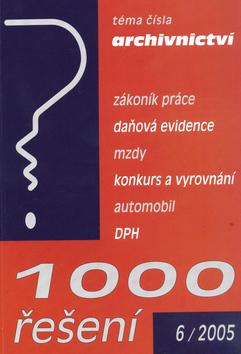 téma čísla
archivnictví
zákoník práce
daňová evidence
mzdy
konkurs a vyrovnání
automobil
DPH
1000
řešení
6/2005